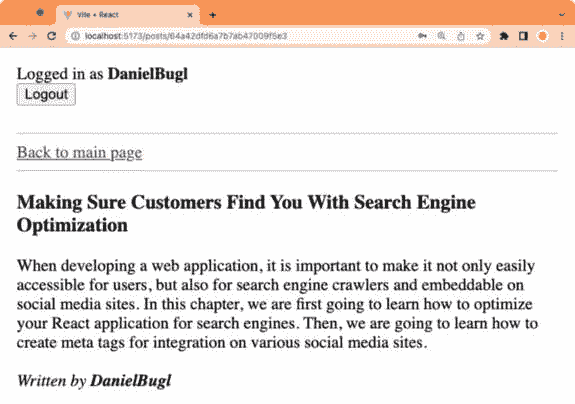 Vite + React
localhost:5173/posts/64a42dfd6a7b7ab47009f5e3
Logged in as DanielBugl
Logout
Back to main page
Making Sure Customers Find You With Search Engine
Optimization
When developing a web application, it is important to make it not only easily
accessible for users, but also for search engine crawlers and embeddable on
social media sites. In this chapter, we are first going to learn how to optimize
your React application for search engines. Then, we are going to learn how to
create meta tags for integration on various social media sites.
Written by DanielBugl